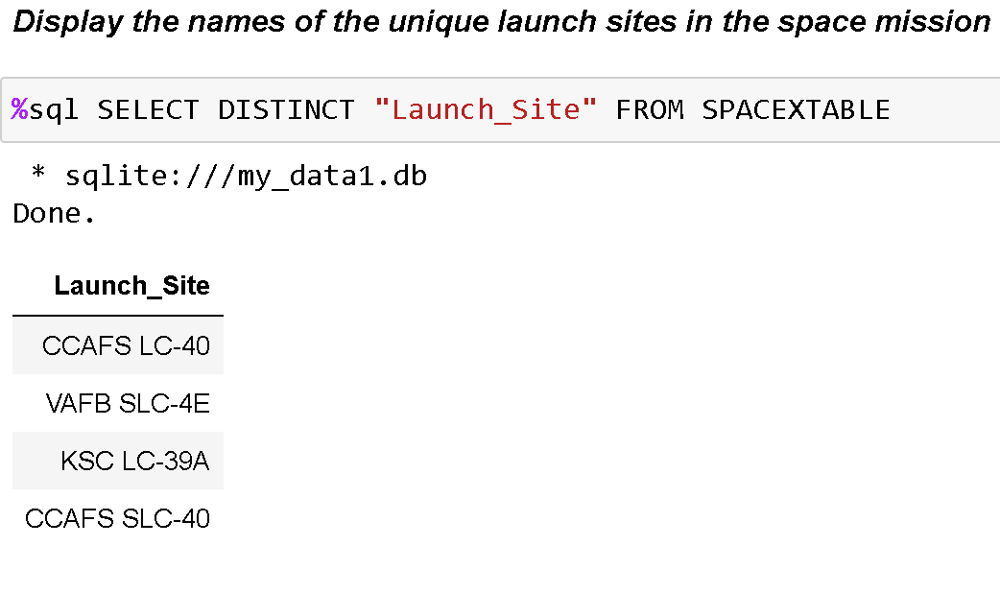 Display the names of the unique launch sites in the space mission
%sql SELECT DISTINCT "Launch_Site" FROM SPACEXTABLE
* sqlite:///my_data1.db
Done.
Launch_Site
CCAFS LC-40
VAFB SLC-4E
KSC LC-39A
CCAFS SLC-40